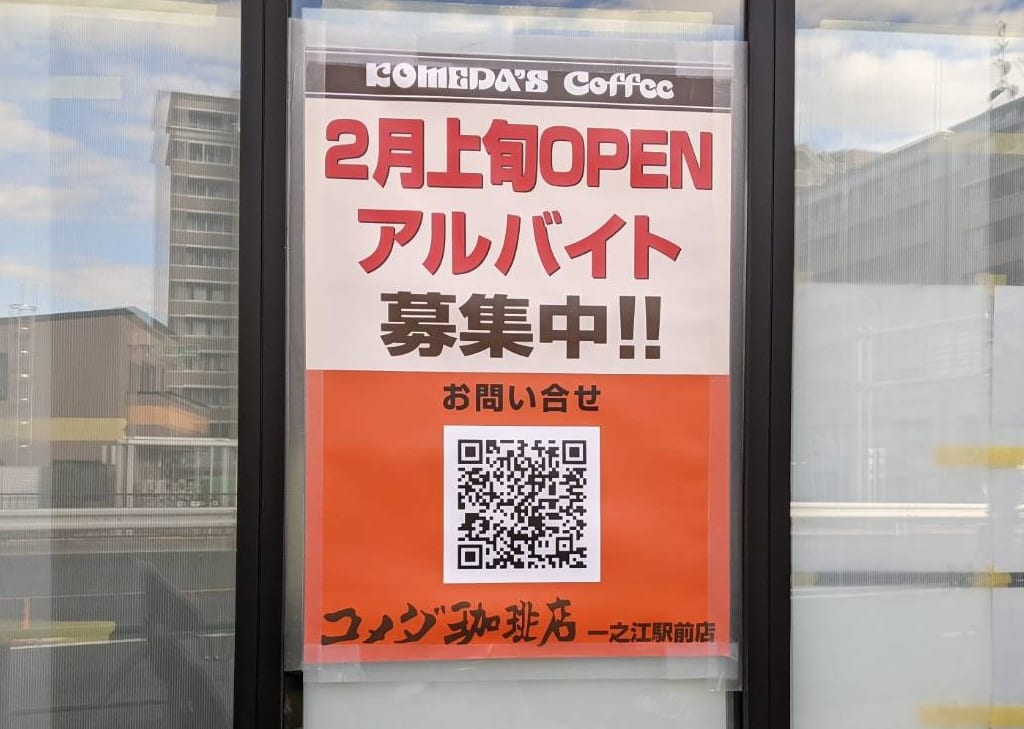 KOMEDA'S Coffee
2月上旬OPEN
アルバイト
募集中!!
お問い合せ
コメダ珈琲店 一之江駅前店